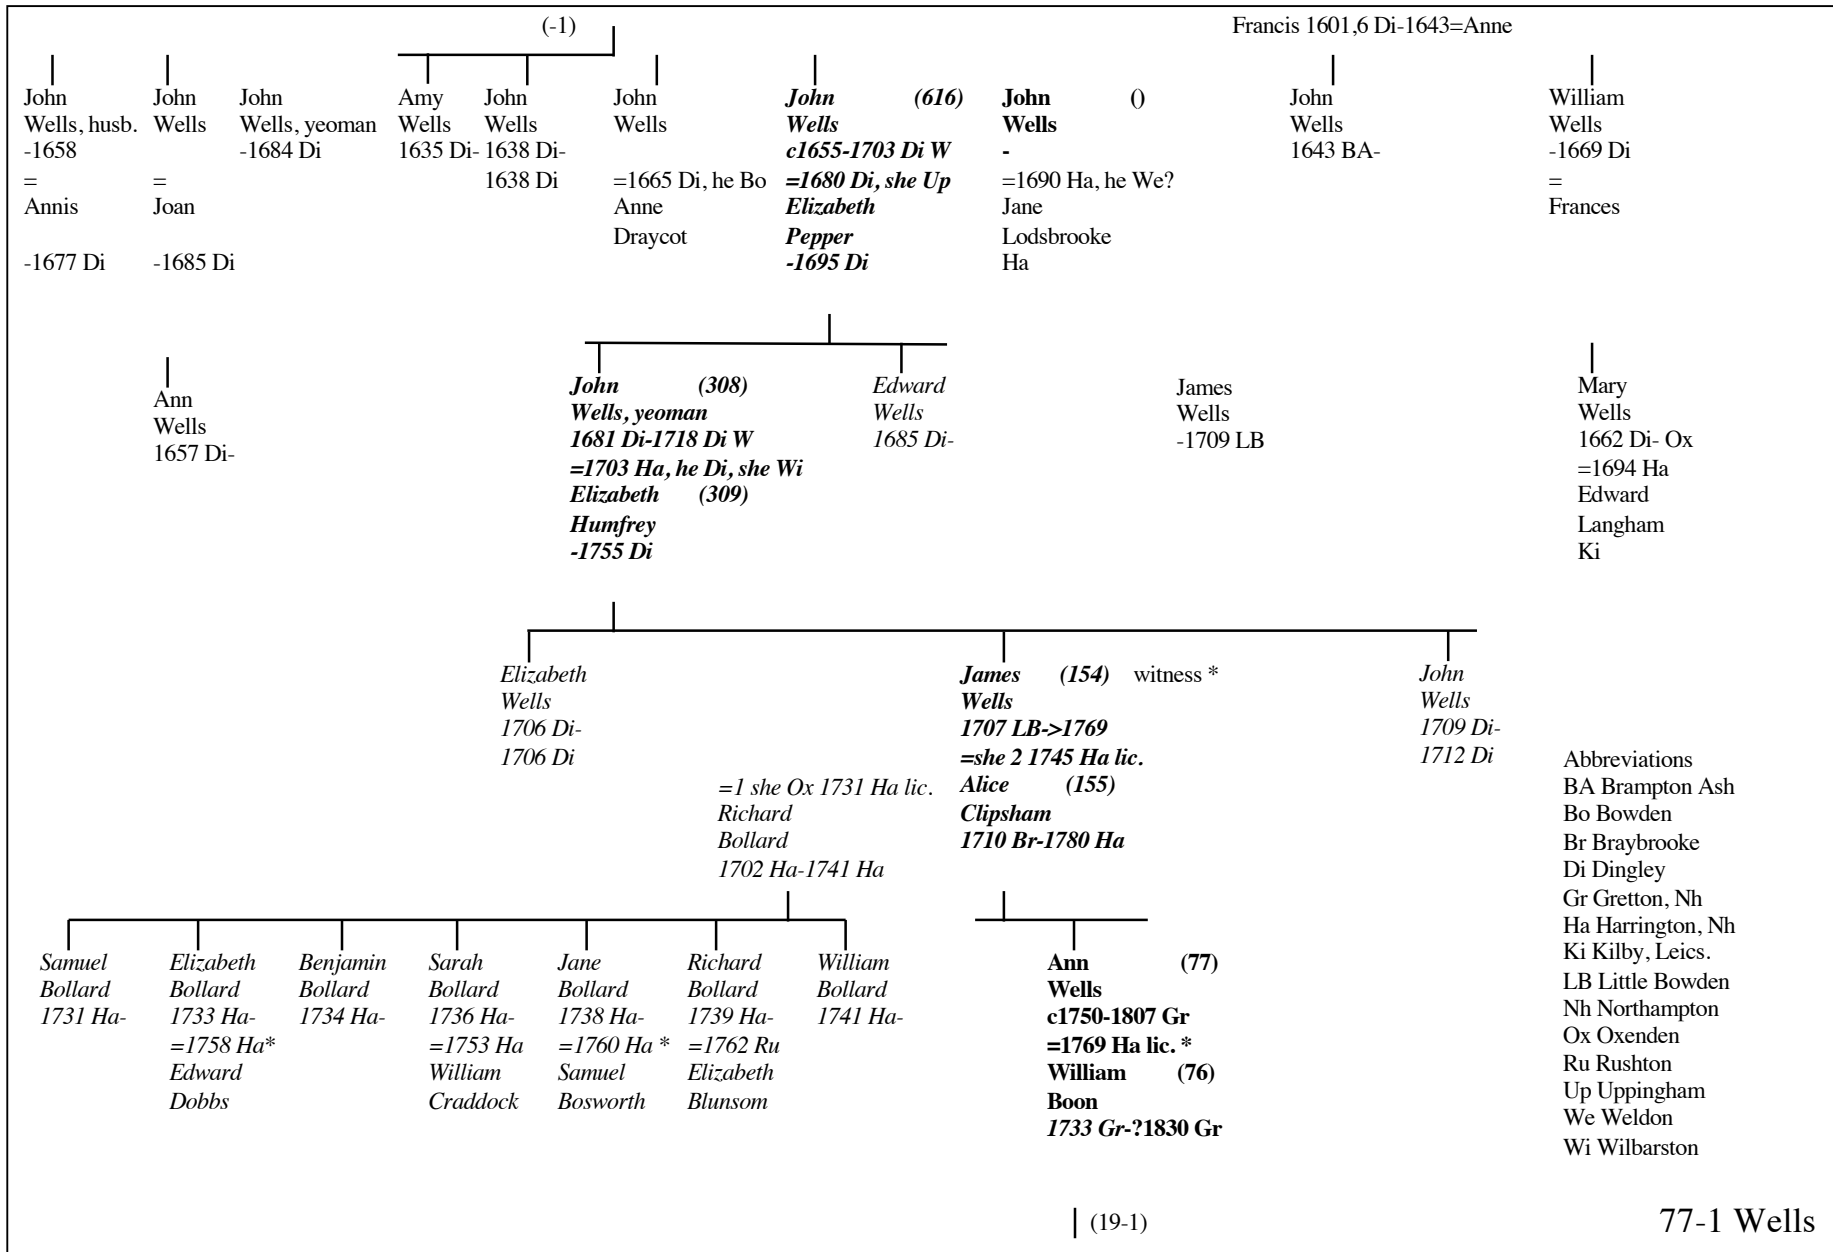 (-1)
Francis 1601,6 Di-1643=Anne
John
Wells, husb.
-1658
=
Annis
-1677 Di
John
Wells
=
Joan
-1685 Di
John
Wells, yeoman
-1684 Di
Amy
Wells
1635 Di-
John
Wells
1638 Di-
1638 Di
John
Wells
=1665 Di, he Bo
Anne
Draycot
John (616)
Wells
c1655-1703 Di W
=1680 Di, she Up
Elizabeth
Pepper
-1695 Di
John ()
Wells
-
=1690 Ha, he We?
Jane
Lodsbrooke
Ha
John
Wells
1643 BA-
William
Wells
-1669 Di
=
Frances
Ann
Wells
1657 Di-
John (308)
Wells, yeoman
1681 Di-1718 Di W
=1703 Ha, he Di, she Wi
Elizabeth (309)
Humfrey
-1755 Di
Edward
Wells
1685 Di-
James
Wells
-1709 LB
Mary
Wells
1662 Di- Ox
=1694 Ha
Edward
Langham
Ki
Elizabeth
Wells
1706 Di-
1706 Di
=1 she Ox 1731 Ha lic.
Richard
Bollard
1702 Ha-1741 Ha
James (154) witness *
Wells
1707 LB->1769
=she 2 1745 Ha lic.
Alice (155)
Clipsham
1710 Br-1780 Ha
John
Wells
1709 Di-
1712 Di
Abbreviations
BA Brampton Ash
Bo Bowden
Br Braybrooke
Di Dingley
Gr Gretton, Nh
Ha Harrington, Nh
Ki Kilby, Leics.
LB Little Bowden
Nh Northampton
Ox Oxenden
Ru Rushton
Up Uppingham
We Weldon
Wi Wilbarston
Samuel
Bollard
1731 Ha-
Elizabeth
Bollard
1733 Ha-
=1758 Ha*
Edward
Dobbs
Benjamin
Bollard
1734 Ha-
Sarah
Bollard
1736 Ha-
=1753 Ha
William
Craddock
Jane
Bollard
1738 Ha-
=1760 Ha *
Samuel
Bosworth
Richard
Bollard
1739 Ha-
=1762 Ru
Elizabeth
Blunsom
William
Bollard
1741 Ha-
Ann (77)
Wells
c1750-1807 Gr
=1769 Ha lic. *
William (76)
Boon
1733 Gr-?1830 Gr
(19-1)
77-1 Wells